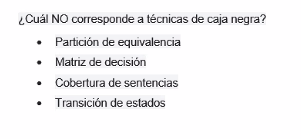 ¿Cuál NO corresponde a técnicas de caja negra?
• Partición de equivalencia
• Matriz de decisión
• Cobertura de sentencias
• Transición de estados